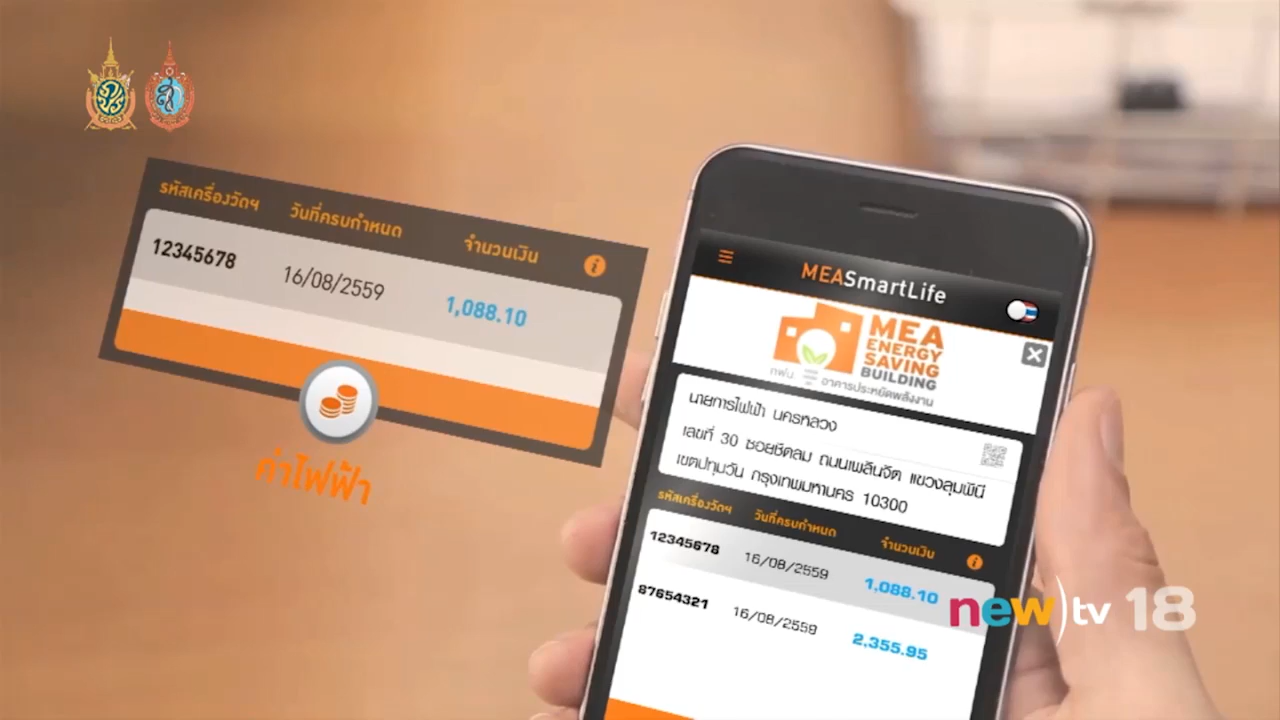 รหัสเครื่องวัดฯ วันที่ครบกำหนด จำนวนเงิน
12345678 16/08/2559 1,088.10
ค่าไฟฟ้า
MEASmartLife
MEA
ENERGY
SAVING
BUILDING
กฟน อาคารประหยัดพลังงาน
นายการไฟฟ้า นครหลวง
เลขที่ 30 ซอยชิดลม ถนนเพลินจิต แขวงลุมพินี
เขตปทุมวัน กรุงเทพมหานคร 10300
รหัสเครื่องวัดฯ วันที่ครบกำหนด จำนวนเงิน
12345678 16/08/2559 1,088.10
87654321 16/08/2559 2,355.95
new)tv 18